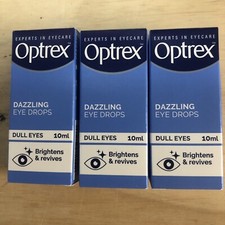 EXPERTS IN EYECARE
Optrex
DAZZLING
EYE DROPS
DULL EYES 10ml
Brightens
& revives
EXPERTS IN EYECARE
Optrex
DAZZLING
EYE DROPS
DULL EYES 10ml
Brightens
& revives
EXPERTS IN EYECARE
Optrex
DAZZLING
EYE DROPS
DULL EYES 10ml
Brightens
& revives